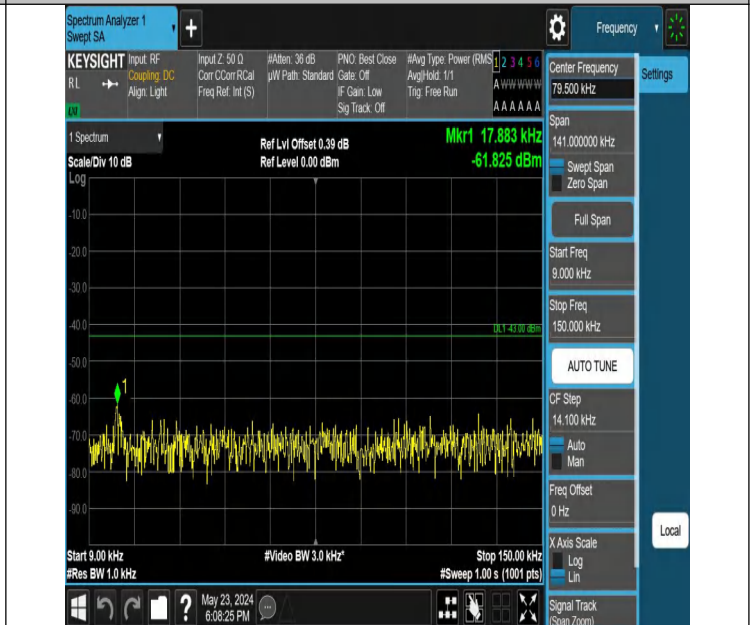 Spectrum Analyzer 1
Swept SA
+
Frequency
KEYSIGHT
RL
Input: RF
Coupling: DC
Align: Light
Input Z: 50 Ω
Corr CCorr RCal
Freq Ref: Int (S)
#Atten: 36 dB
µW Path: Standard
PNO: Best Close
Gate: Off
IF Gain: Low
Sig Track: Off
#Avg Type: Power (RMS
Avg|Hold: 1/1
Trig: Free Run
1 2 3 4 5 6
A W W W W W
A A A A A A
1 Spectrum
Scale/Div 10 dB
Log
Ref Lvl Offset 0.39 dB
Ref Level 0.00 dBm
Mkr1 17.883 kHz
-61.825 dBm
-10.0
-20.0
-30.0
-40.0
DL1 -43.00 dBm
-50.0
1
-60.0
-70.0
-80.0
-90.0
Start 9.00 kHz
#Video BW 3.0 kHz*
Stop 150.00 kHz
#Res BW 1.0 kHz
#Sweep 1.00 s (1001 pts)
?
May 23, 2024
6:08:25 PM
Center Frequency
79.500 kHz
Settings
Span
141.000000 kHz
Swept Span
Zero Span
Full Span
Start Freq
9.000 kHz
Stop Freq
150.000 kHz
AUTO TUNE
CF Step
14.100 kHz
Auto
Man
Freq Offset
0 Hz
X Axis Scale
Log
Lin
Local
Signal Track
(Span Zoom)